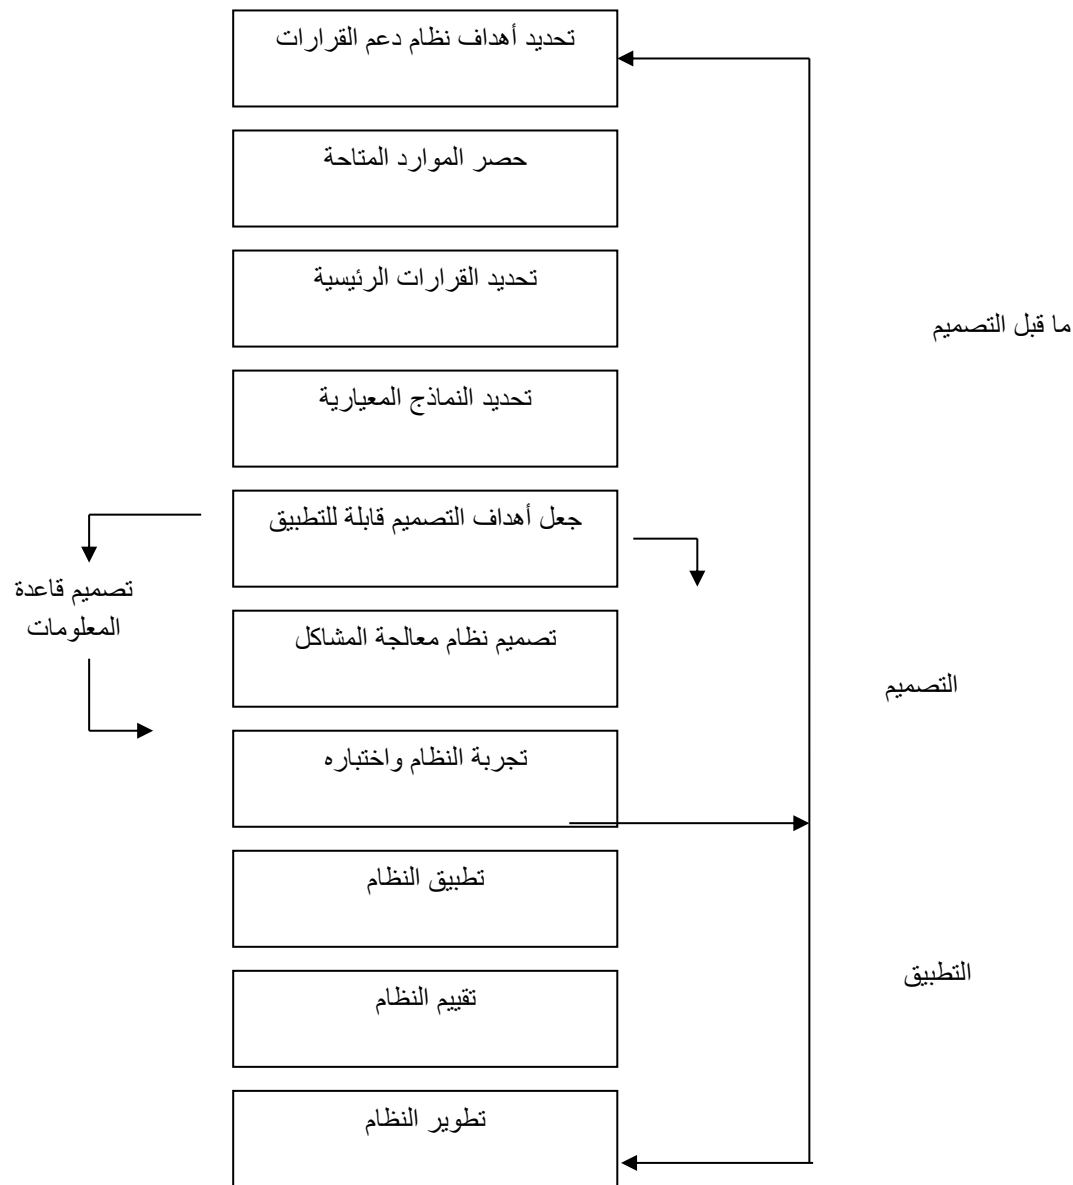 تحديد أهداف نظام دعم القرارات
حصر الموارد المتاحة
تحديد القرارات الرئيسية
ما قبل التصميم
تحديد النماذج المعيارية
جعل أهداف التصميم قابلة للتطبيق
تصميم قاعدة
المعلومات
تصميم نظام معالجة المشاكل
التصميم
تجربة النظام واختباره
تطبيق النظام
التطبيق
تقييم النظام
تطوير النظام